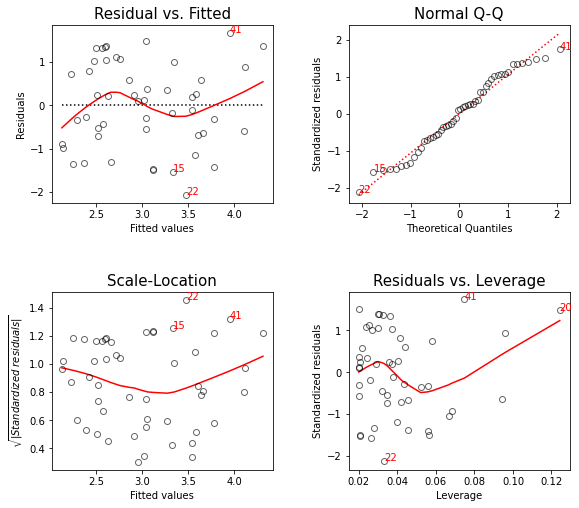 Residual vs. Fitted
41
1
0
−1
−2
15
22
2.5 3.0 3.5 4.0
Residuals
Fitted values
Normal Q-Q
41
2
1
0
−1
−2
15
22
−2 −1 0 1 2
Standardized residuals
Theoretical Quantiles
Scale-Location
22
41
15
1.4
1.2
1.0
0.8
0.6
0.4
2.5 3.0 3.5 4.0
√|Standardized residuals|
Fitted values
Residuals vs. Leverage
41
20
22
1
0
−1
−2
0.02 0.04 0.06 0.08 0.10 0.12
Standardized residuals
Leverage